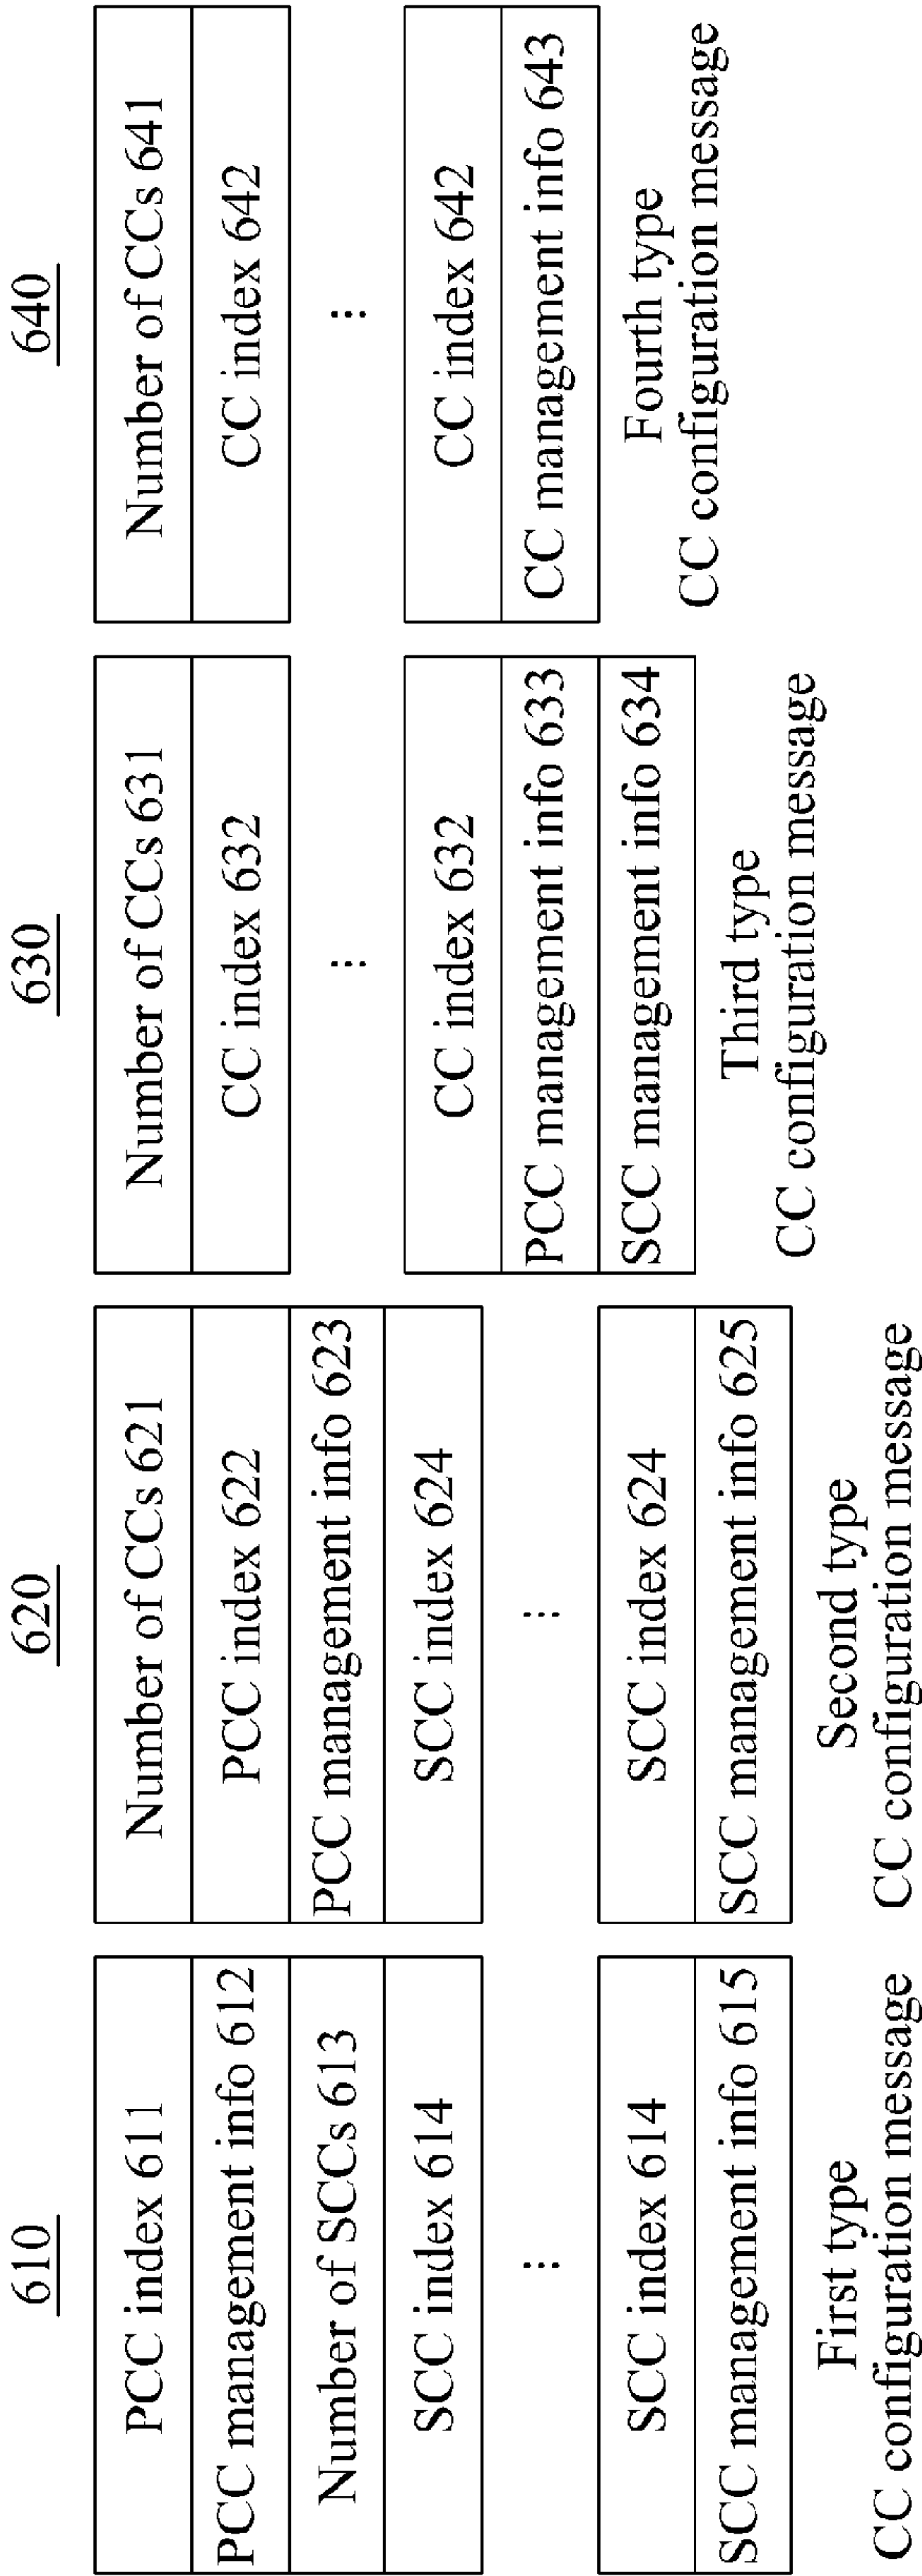 610
PCC index 611
PCC management info 612
Number of SCCs 613
SCC index 614
...
SCC index 614
SCC management info 615
First type
CC configuration message
620
Number of CCs 621
PCC index 622
PCC management info 623
SCC index 624
...
SCC index 624
SCC management info 625
Second type
CC configuration message
630
Number of CCs 631
CC index 632
...
CC index 632
PCC management info 633
SCC management info 634
Third type
CC configuration message
640
Number of CCs 641
CC index 642
...
CC index 642
CC management info 643
Fourth type
CC configuration message